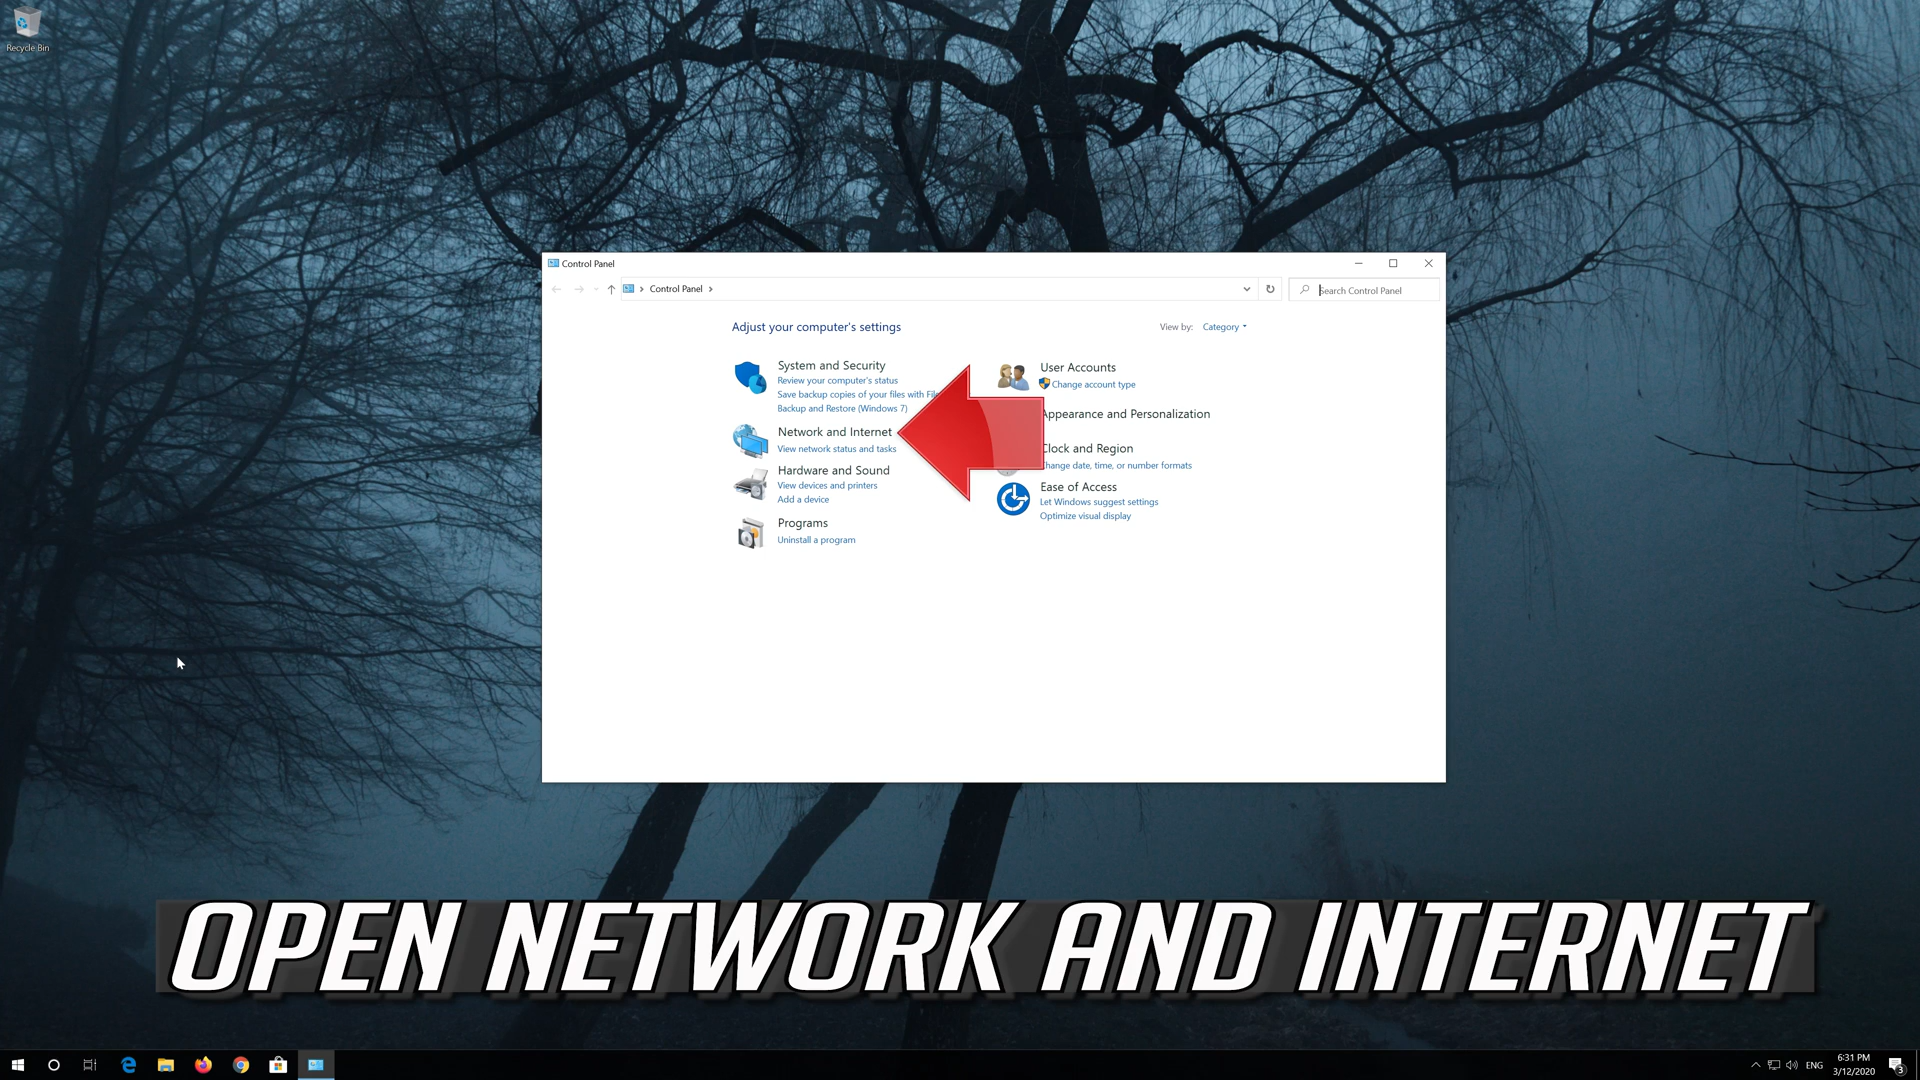 Recycle Bin
Control Panel
Control Panel
Search Control Panel
Adjust your computer's settings
View by: Category
System and Security
Review your computer's status
Save backup copies of your files with
Backup and Restore (Windows 7)
Network and Internet
View network status and tasks
Hardware and Sound
View devices and printers
Add a device
Programs
Uninstall a program
User Accounts
Change account type
Appearance and Personalization
Clock and Region
Change date, time, or number formats
Ease of Access
Let Windows suggest settings
Optimize visual display
OPEN NETWORK AND INTERNET
ENG
6:31 PM
3/12/2020
3